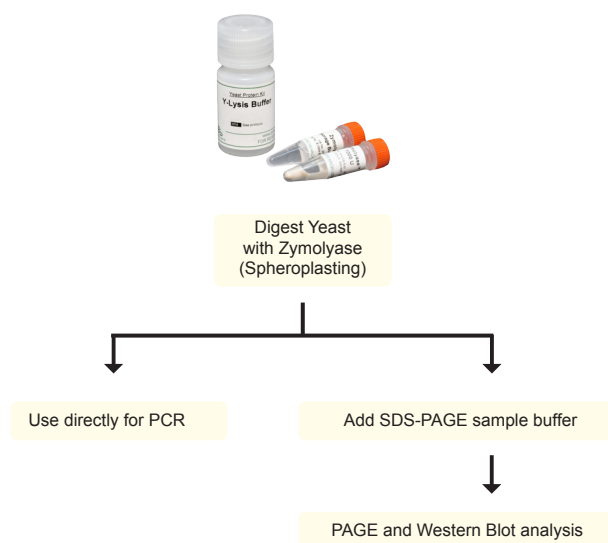 Yeast Protein Kit
Y-Lysis Buffer
Digest Yeast
with Zymolyase
(Spheroplasting)
Use directly for PCR
Add SDS-PAGE sample buffer
PAGE and Western Blot analysis